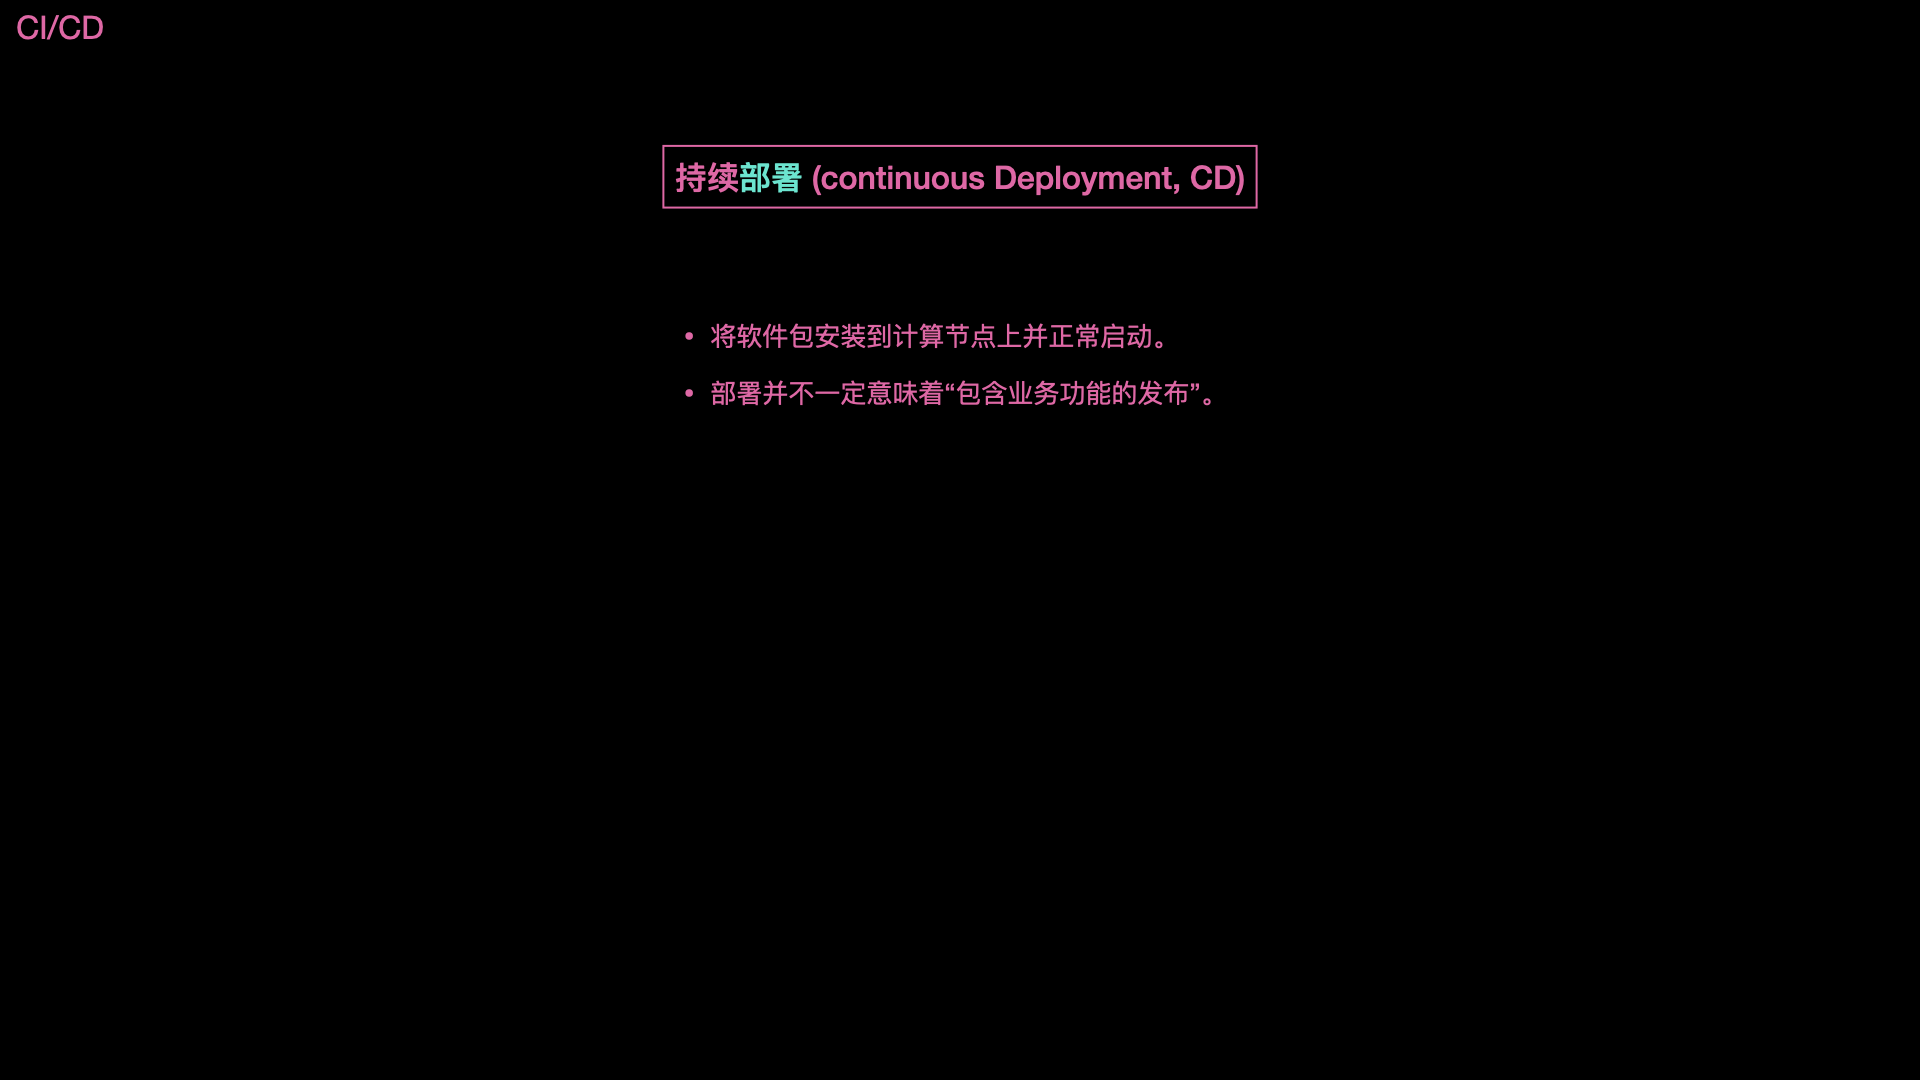 CI/CD
持续部署 (continuous Deployment, CD)
• 将软件包安装到计算节点上并正常启动。
• 部署并不一定意味着“包含业务功能的发布”。